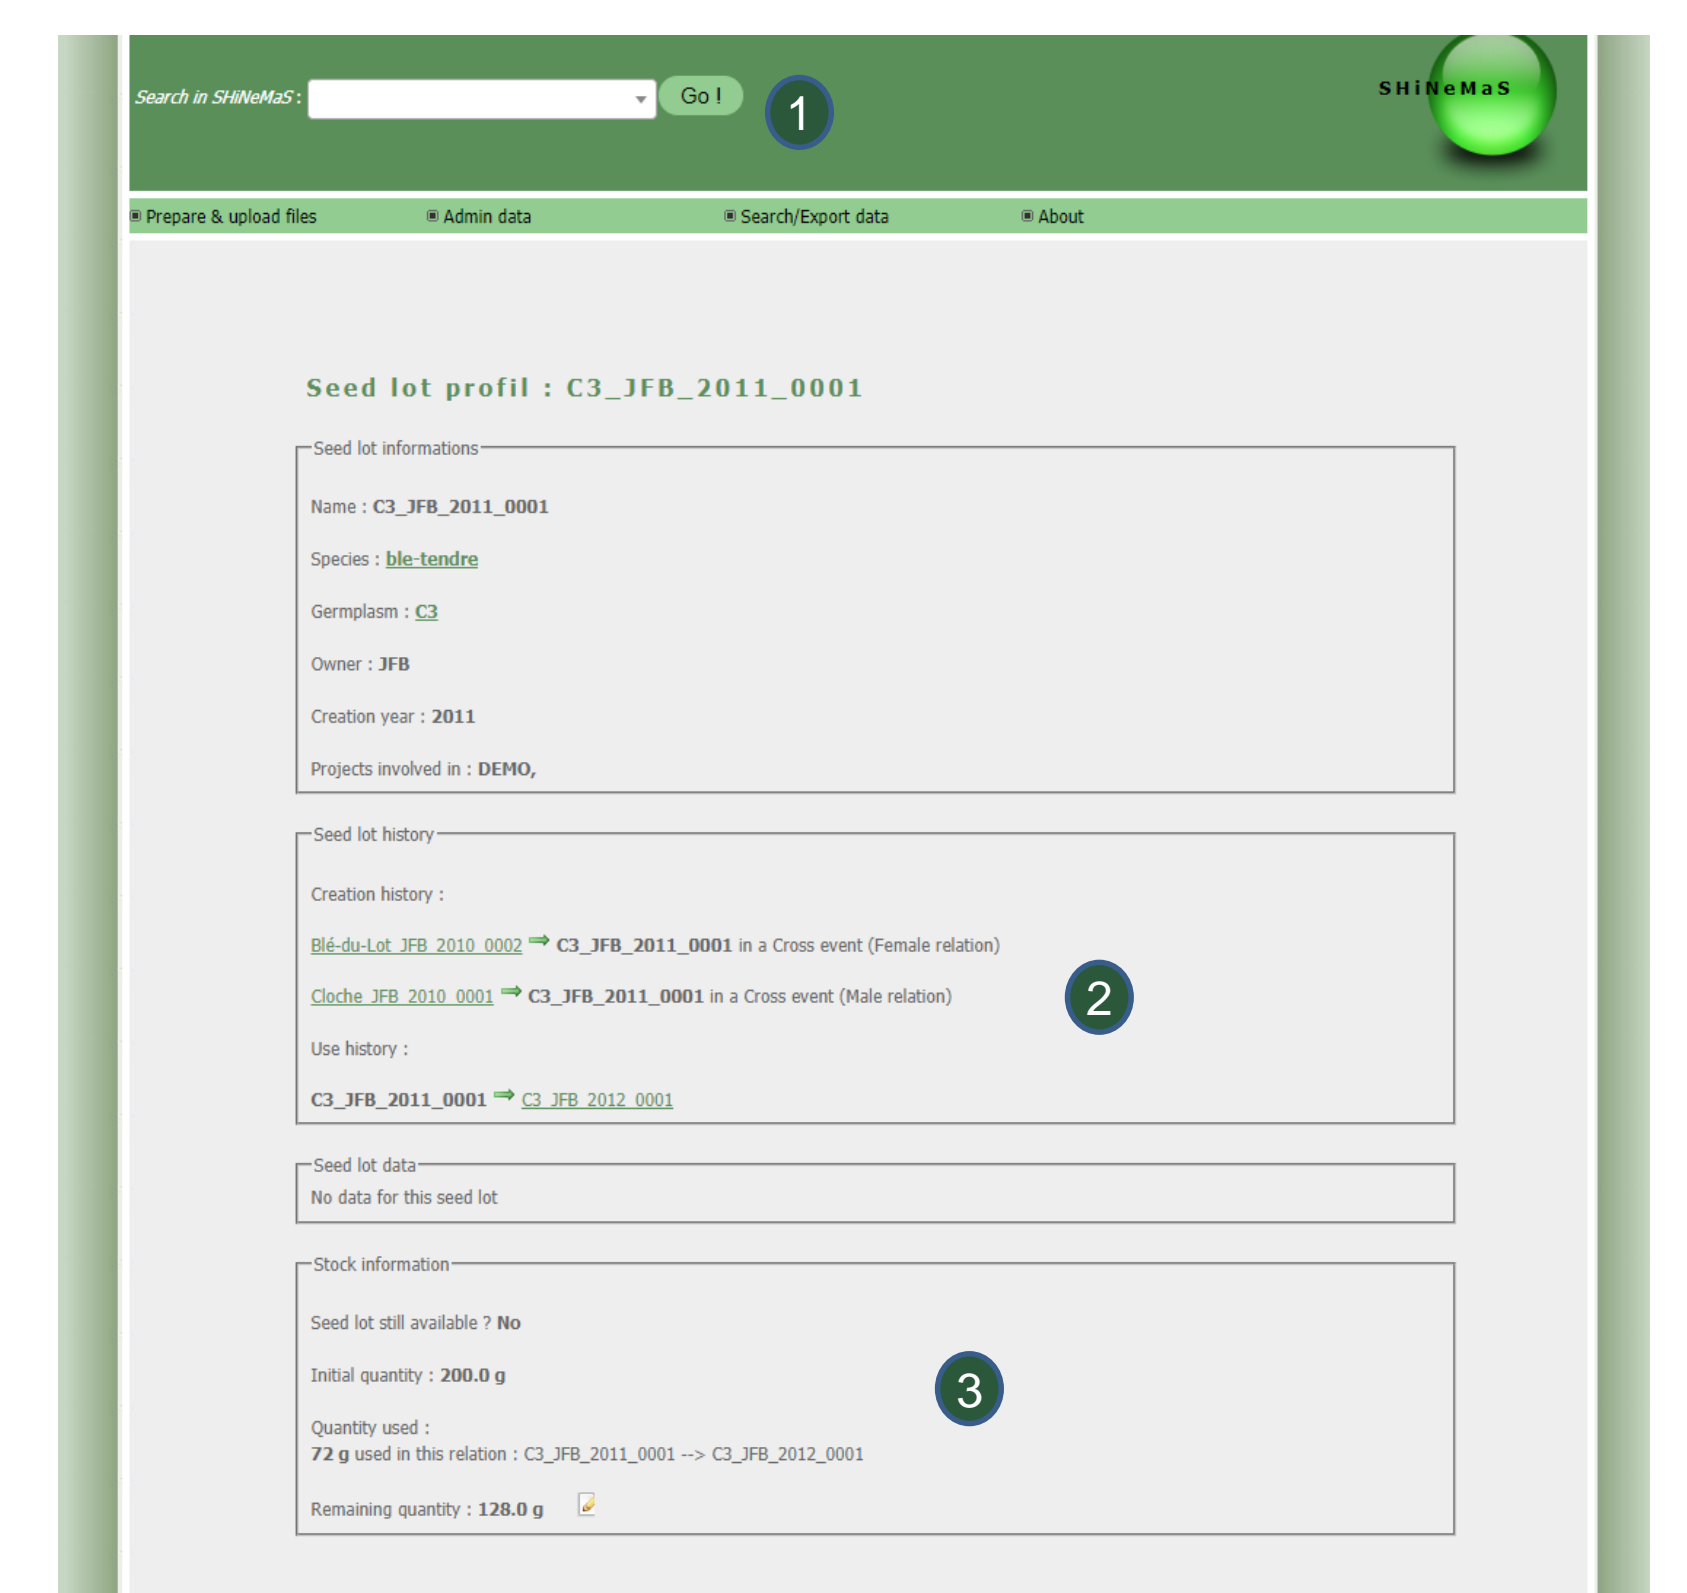 Search in SHiNeMaS :
Go !
1
SHiNeMaS
Prepare & upload files
Admin data
Search/Export data
About
Seed lot profil : C3_JFB_2011_0001
Seed lot informations
Name : C3_JFB_2011_0001
Species : ble-tendre
Germplasm : C3
Owner : JFB
Creation year : 2011
Projects involved in : DEMO,
Seed lot history
Creation history :
Blé-du-Lot_JFB_2010_0002 ⇒ C3_JFB_2011_0001 in a Cross event (Female relation)
Cloche_JFB_2010_0001 ⇒ C3_JFB_2011_0001 in a Cross event (Male relation)
2
Use history :
C3_JFB_2011_0001 ⇒ C3_JFB_2012_0001
Seed lot data
No data for this seed lot
Stock information
Seed lot still available ? No
Initial quantity : 200.0 g
3
Quantity used :
72 g used in this relation : C3_JFB_2011_0001 --> C3_JFB_2012_0001
Remaining quantity : 128.0 g